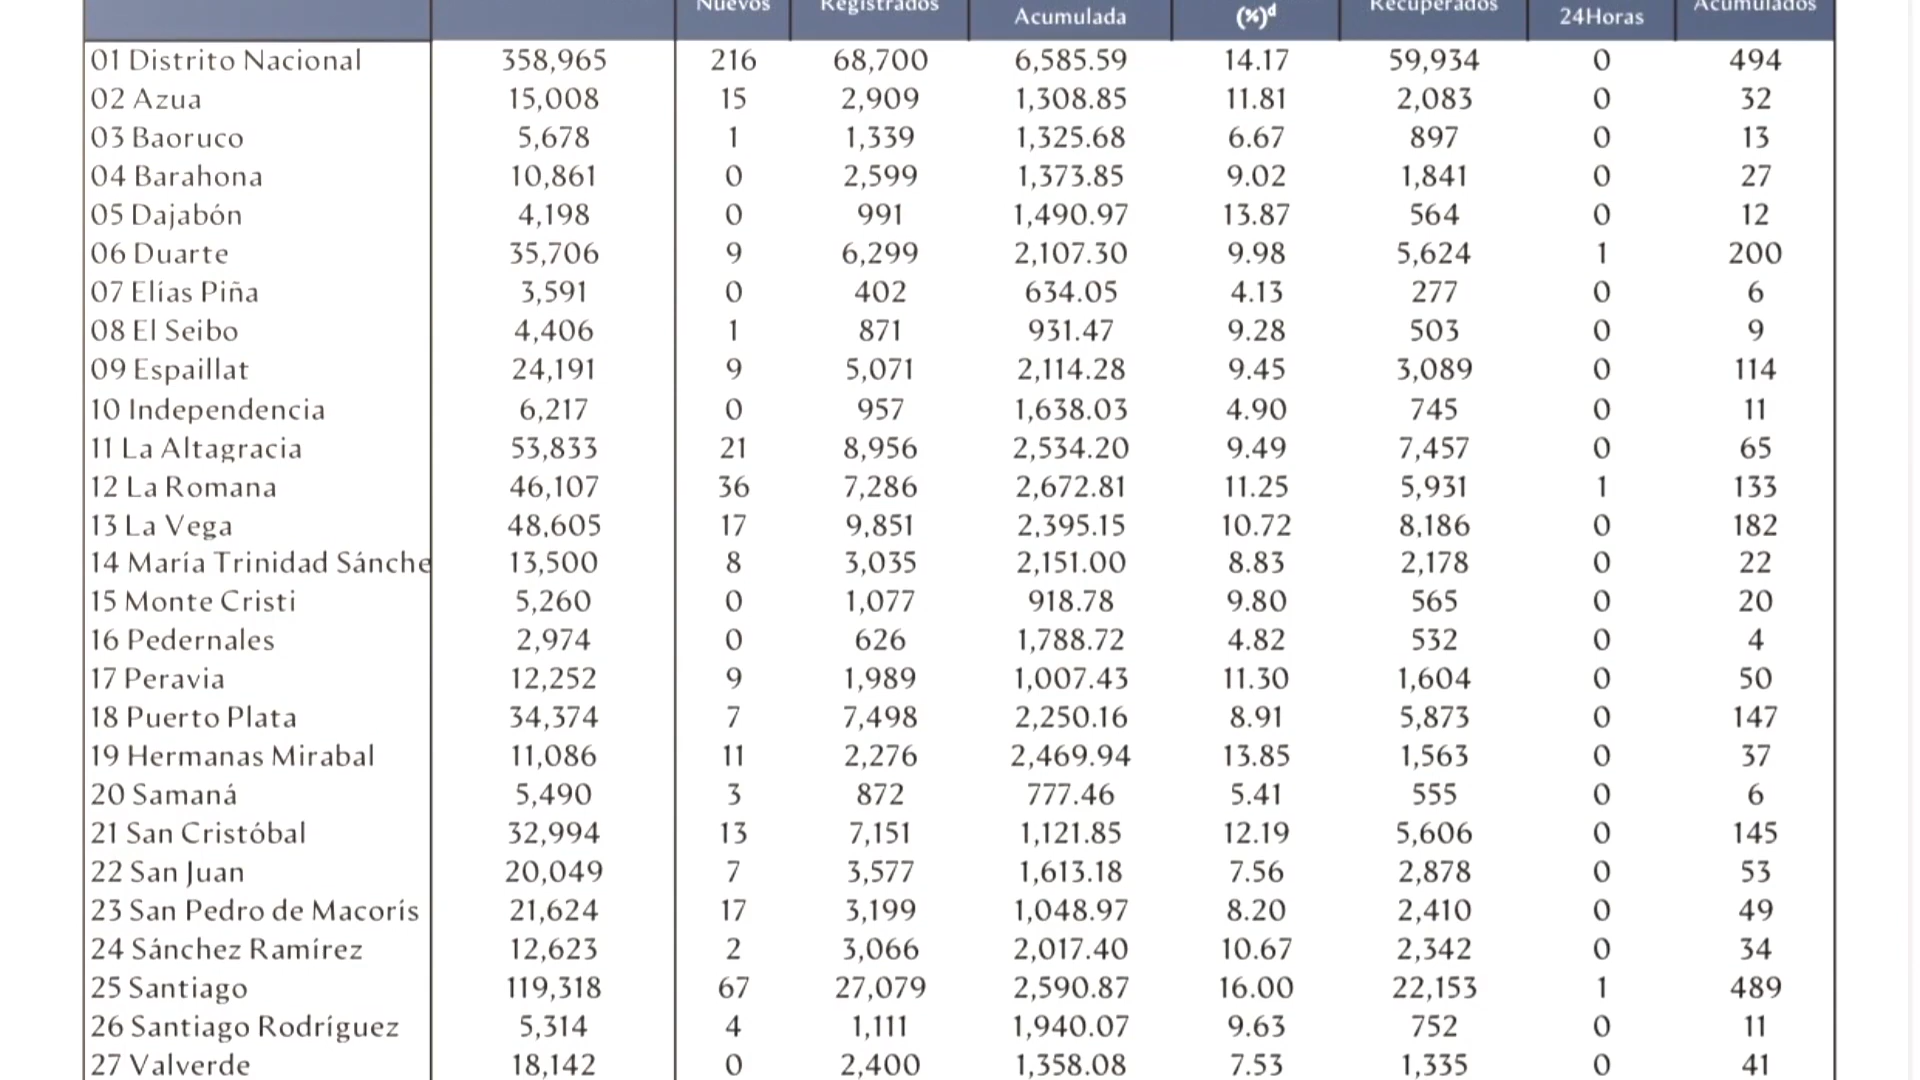 Nuevos Registrados Acumulada (%)d Recuperados 24Horas Acumulados
01 Distrito Nacional 358,965 216 68,700 6,585.59 14.17 59,934 0 494
02 Azua 15,008 15 2,909 1,308.85 11.81 2,083 0 32
03 Baoruco 5,678 1 1,339 1,325.68 6.67 897 0 13
04 Barahona 10,861 0 2,599 1,373.85 9.02 1,841 0 27
05 Dajabón 4,198 0 991 1,490.97 13.87 564 0 12
06 Duarte 35,706 9 6,299 2,107.30 9.98 5,624 1 200
07 Elías Piña 3,591 0 402 634.05 4.13 277 0 6
08 El Seibo 4,406 1 871 931.47 9.28 503 0 9
09 Espaillat 24,191 9 5,071 2,114.28 9.45 3,089 0 114
10 Independencia 6,217 0 957 1,638.03 4.90 745 0 11
11 La Altagracia 53,833 21 8,956 2,534.20 9.49 7,457 0 65
12 La Romana 46,107 36 7,286 2,672.81 11.25 5,931 1 133
13 La Vega 48,605 17 9,851 2,395.15 10.72 8,186 0 182
14 María Trinidad Sánche 13,500 8 3,035 2,151.00 8.83 2,178 0 22
15 Monte Cristi 5,260 0 1,077 918.78 9.80 565 0 20
16 Pedernales 2,974 0 626 1,788.72 4.82 532 0 4
17 Peravia 12,252 9 1,989 1,007.43 11.30 1,604 0 50
18 Puerto Plata 34,374 7 7,498 2,250.16 8.91 5,873 0 147
19 Hermanas Mirabal 11,086 11 2,276 2,469.94 13.85 1,563 0 37
20 Samaná 5,490 3 872 777.46 5.41 555 0 6
21 San Cristóbal 32,994 13 7,151 1,121.85 12.19 5,606 0 145
22 San Juan 20,049 7 3,577 1,613.18 7.56 2,878 0 53
23 San Pedro de Macorís 21,624 17 3,199 1,048.97 8.20 2,410 0 49
24 Sánchez Ramírez 12,623 2 3,066 2,017.40 10.67 2,342 0 34
25 Santiago 119,318 67 27,079 2,590.87 16.00 22,153 1 489
26 Santiago Rodríguez 5,314 4 1,111 1,940.07 9.63 752 0 11
27 Valverde 18,142 0 2,400 1,358.08 7.53 1,335 0 41